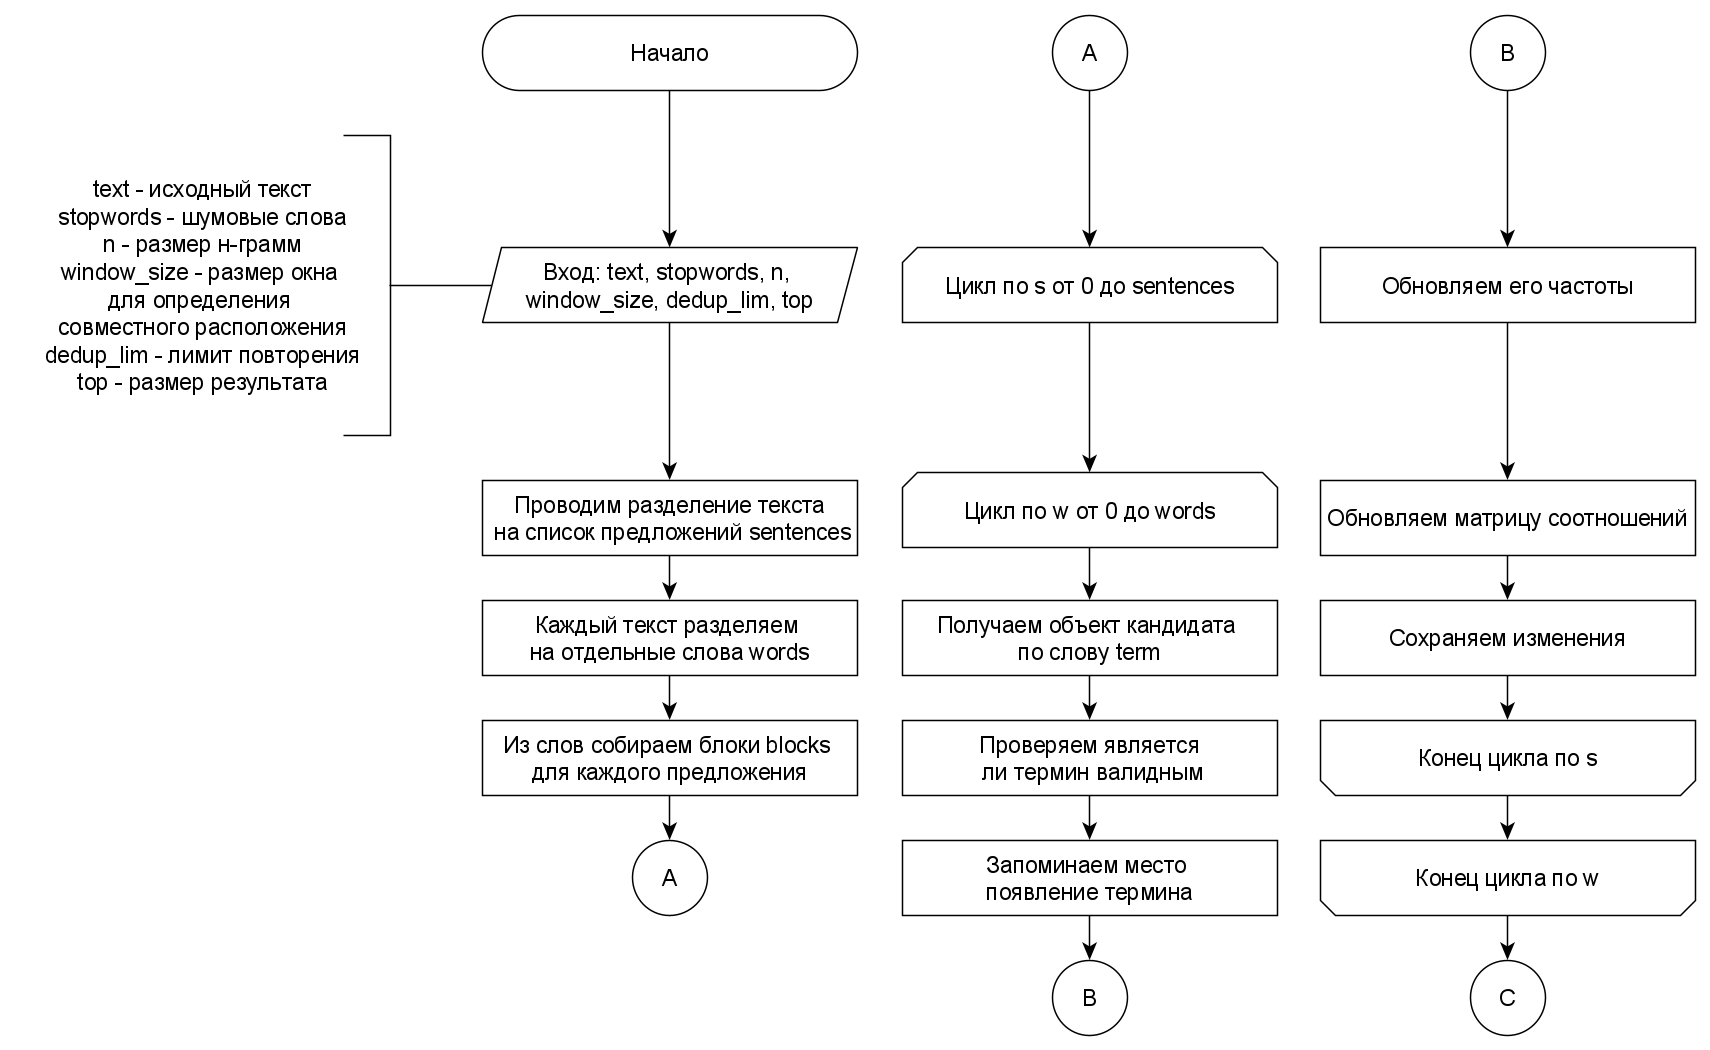 Начало
text - исходный текст
stopwords - шумовые слова
n - размер н-грамм
window_size - размер окна
для определения
совместного расположения
dedup_lim - лимит повторения
top - размер результата
Вход: text, stopwords, n,
window_size, dedup_lim, top
Проводим разделение текста
на список предложений sentences
Каждый текст разделяем
на отдельные слова words
Из слов собираем блоки blocks
для каждого предложения
A
A
Цикл по s от 0 до sentences
Цикл по w от 0 до words
Получаем объект кандидата
по слову term
Проверяем является
ли термин валидным
Запоминаем место
появление термина
B
B
Обновляем его частоты
Обновляем матрицу соотношений
Сохраняем изменения
Конец цикла по s
Конец цикла по w
C